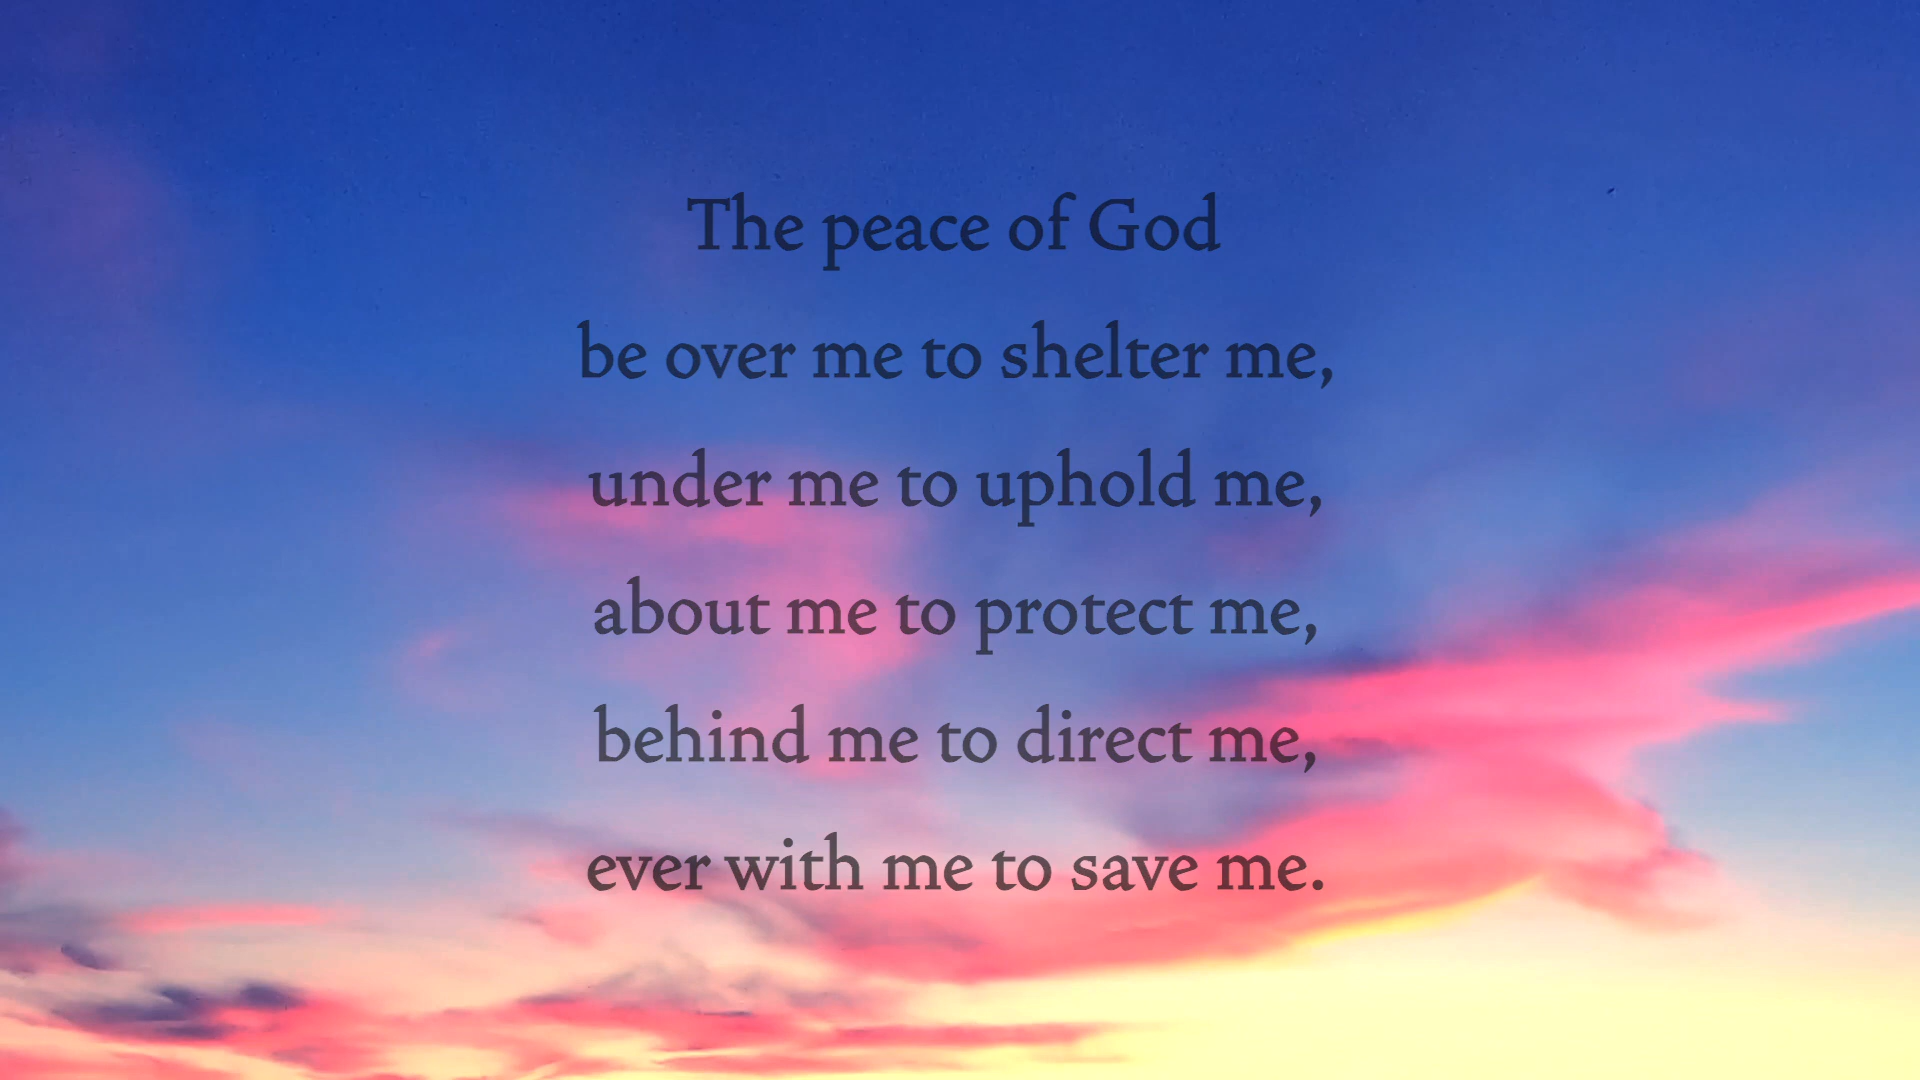 The peace of God
be over me to shelter me,
under me to uphold me,
about me to protect me,
behind me to direct me,
ever with me to save me.